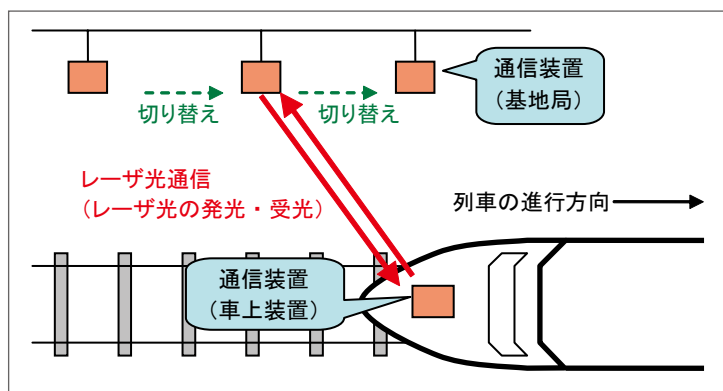 通信装置
(基地局)
切り替え
切り替え
レーザ光通信
(レーザ光の発光・受光)
列車の進行方向
通信装置
(車上装置)